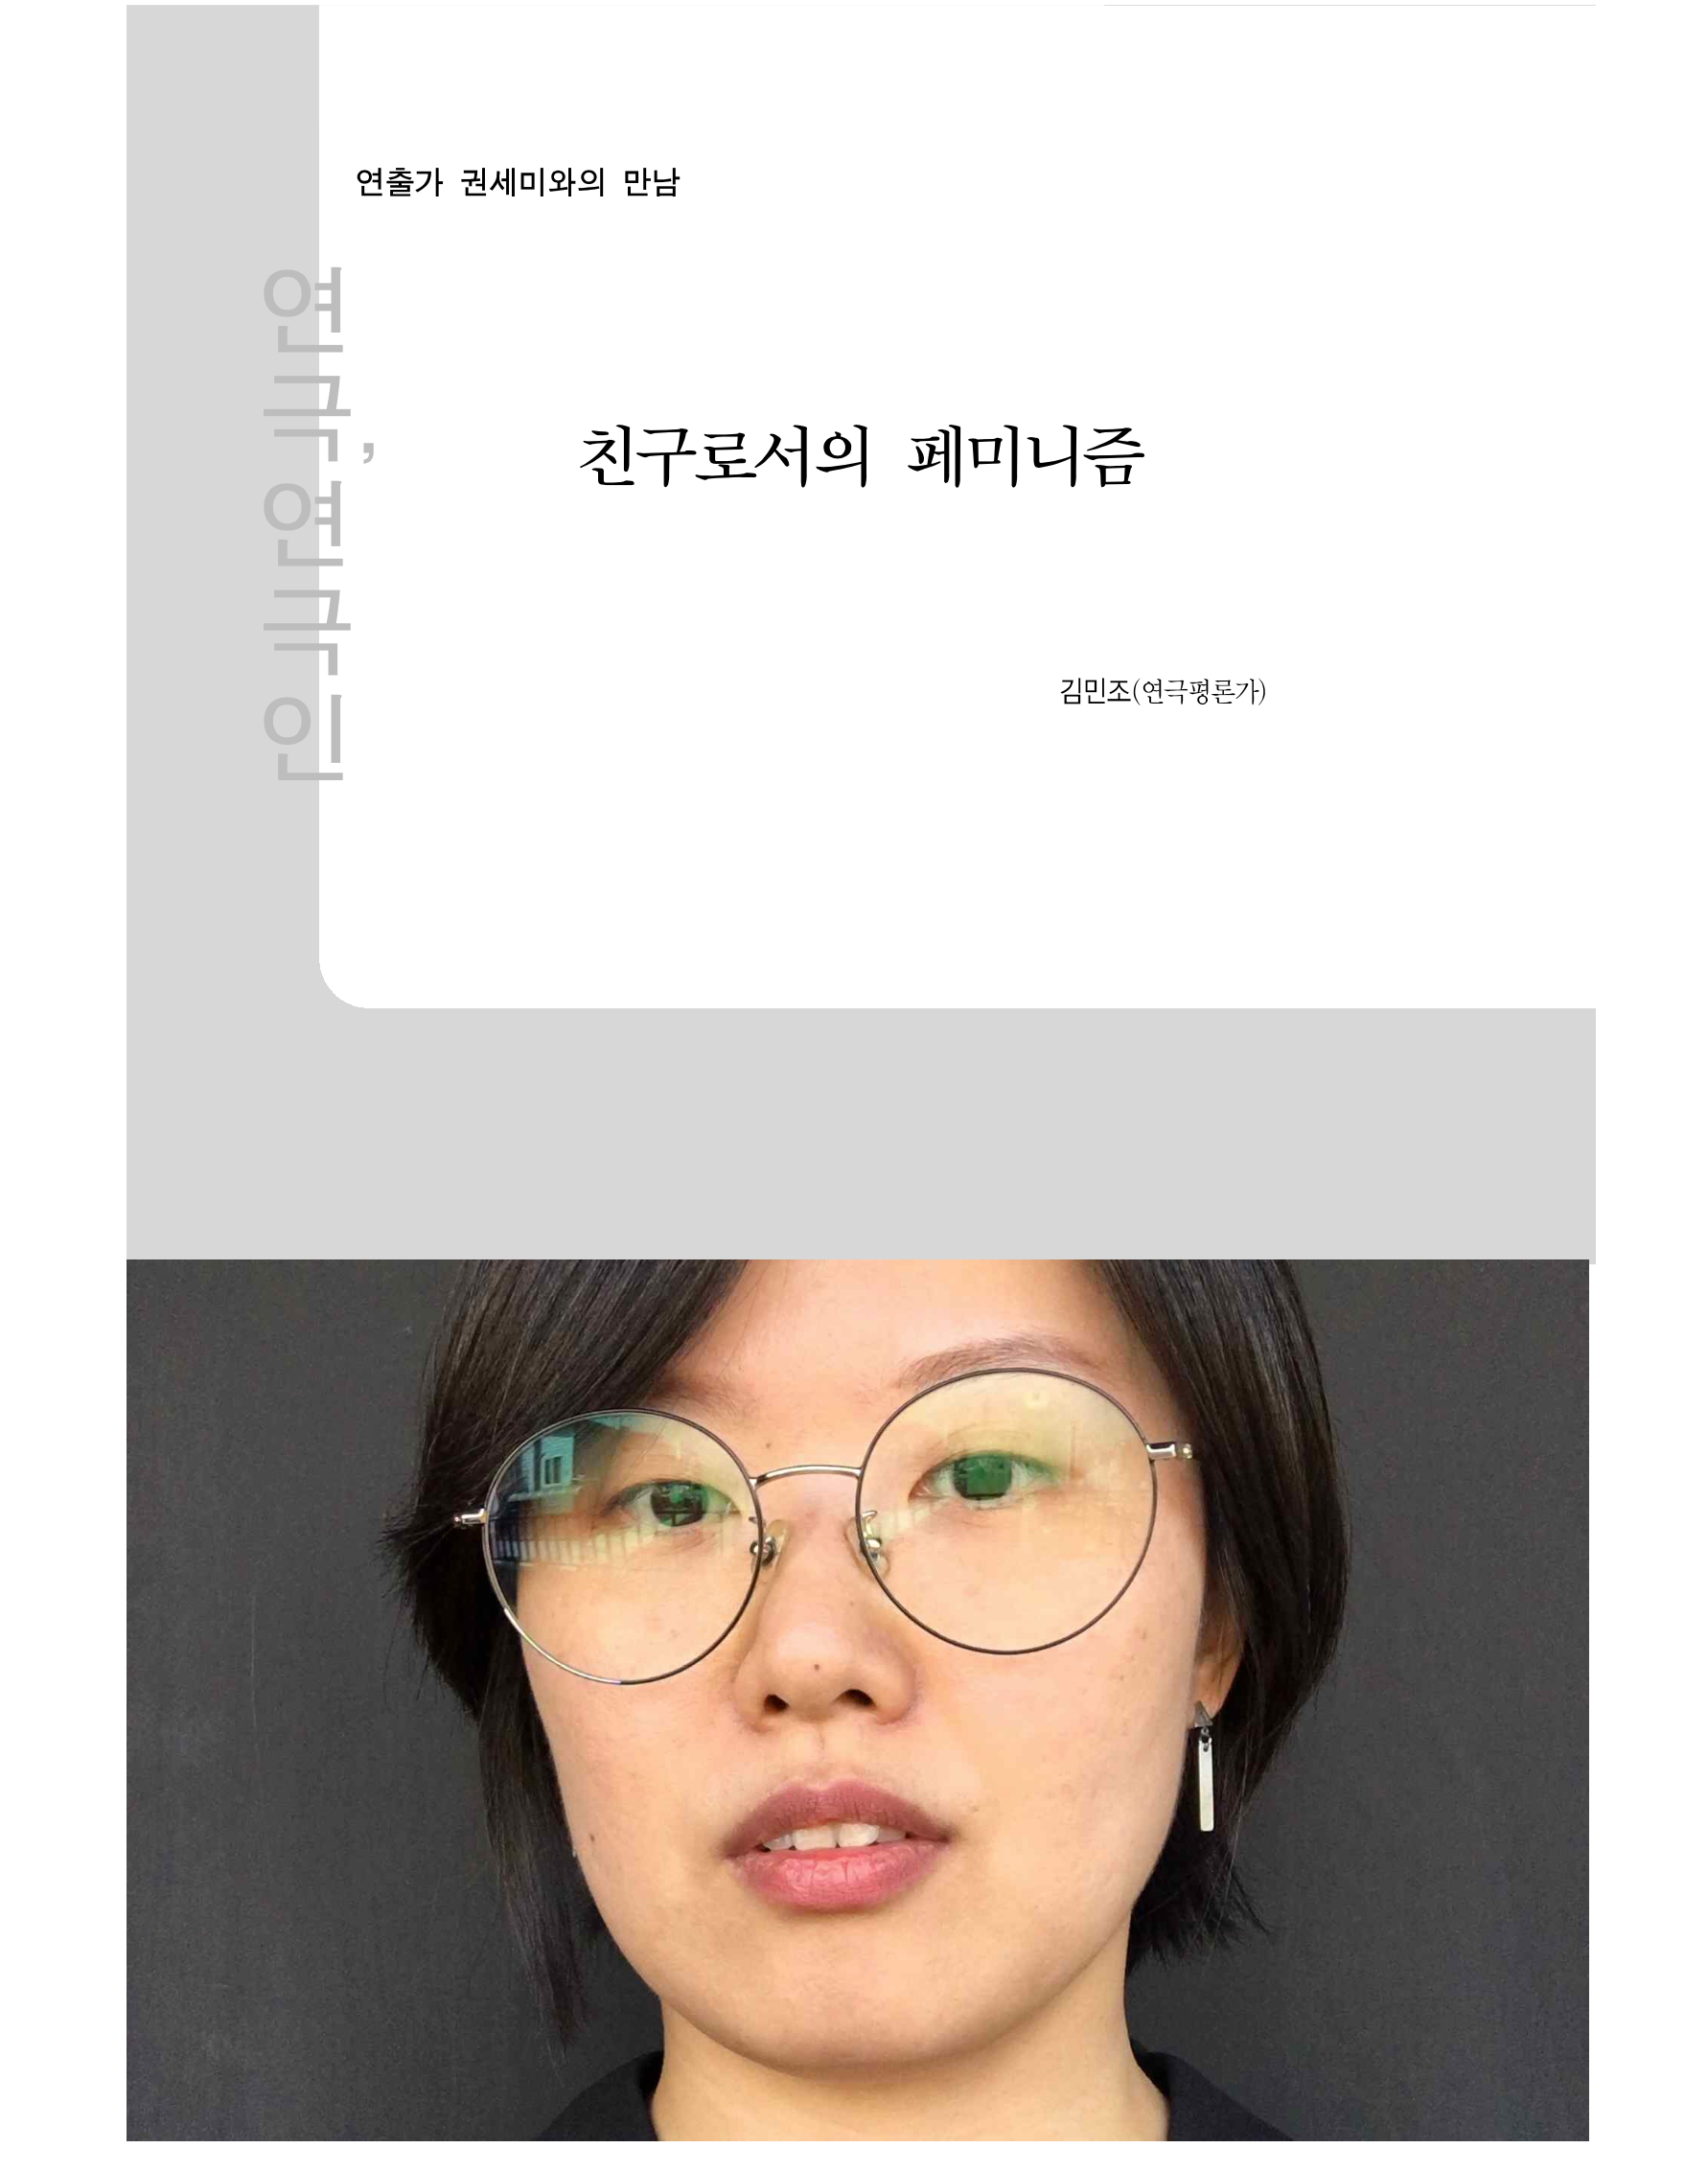 연출가 권세미와의 만남
연극, 연극인
친구로서의 페미니즘
김민조(연극평론가)